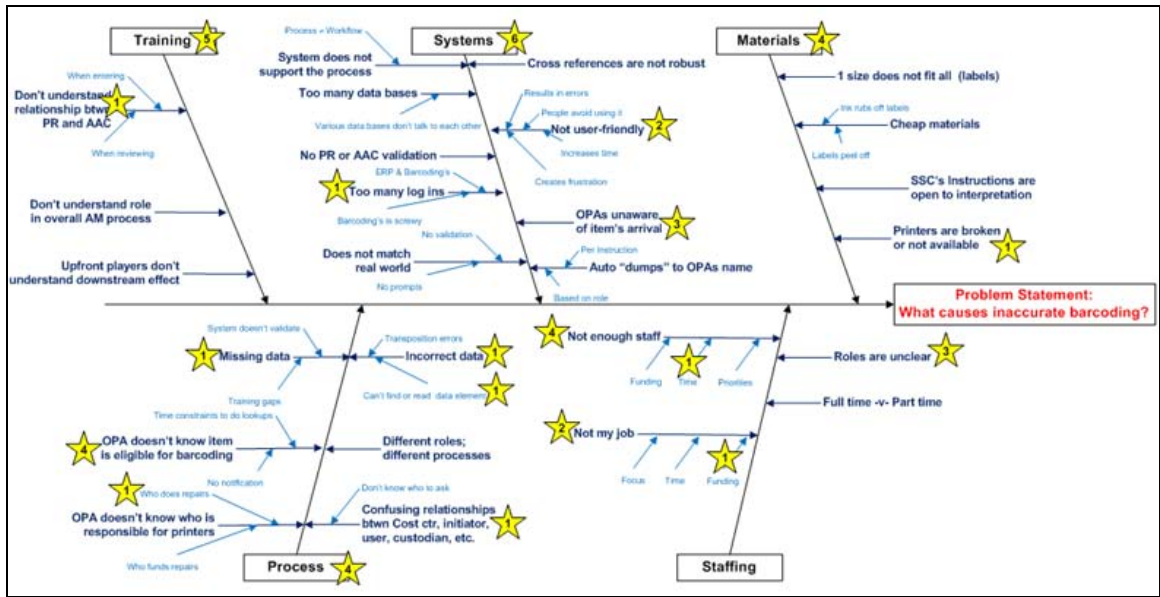 Training 5
Systems 6
Materials 4
When entering
Don't understand
relationship btwn
PR and AAC
1
When reviewing
Don't understand role
in overall AM process
Upfront players don't
understand downstream effect
Process ≠ Workflow
System does not
support the process
Cross references are not robust
Too many data bases
Various data bases don't talk to each other
Results in errors
People avoid using it
Not user-friendly 2
Increases time
Creates frustration
No PR or AAC validation
ERP & Barcoding's
1 Too many log ins
Barcoding's is screwy
OPAs unaware
of item's arrival
3
No validation
Does not match
real world
No prompts
Per Instruction
Auto "dumps" to OPAs name
Based on role
1 size does not fit all (labels)
Ink rubs off labels
Cheap materials
Labels peel off
SSC's Instructions are
open to interpretation
Printers are broken
or not available
1
Problem Statement:
What causes inaccurate barcoding?
System doesn't validate
1 Missing data
Training gaps
Transposition errors
Incorrect data 1
Can't find or read data element
1
Time constraints to do lookups
4 OPA doesn't know item
is eligible for barcoding
No notification
Different roles;
different processes
1
Who does repairs
OPA doesn't know who is
responsible for printers
Who funds repairs
Don't know who to ask
Confusing relationships
btwn Cost ctr, initiator,
user, custodian, etc.
1
4 Not enough staff
Funding
1
Time
Priorities
Roles are unclear 3
Full time -v- Part time
2 Not my job
Focus
Time
1
Funding
Process 4
Staffing